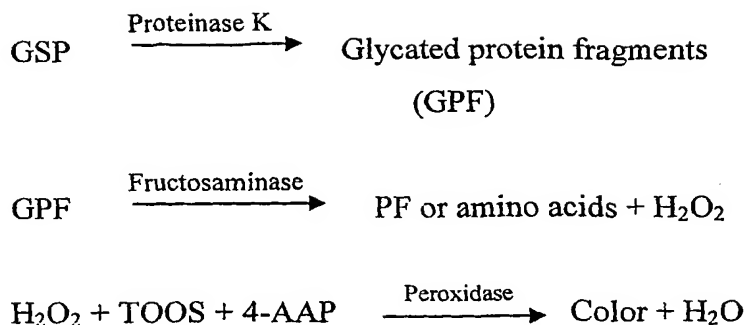 Proteinase K
GSP Glycated protein fragments
(GPF)
Fructosaminase
GPF PF or amino acids + H₂O₂
Peroxidase
H₂O₂ + TOOS + 4-AAP Color + H₂O